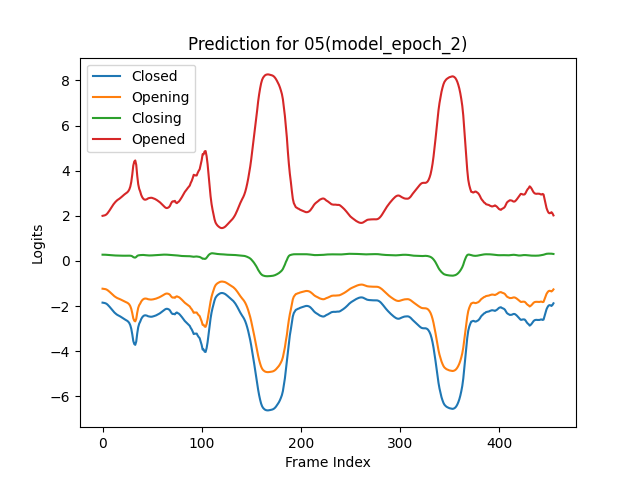 Prediction for 05(model_epoch_2)
Closed
Opening
Closing
Opened
8
6
4
2
0
−2
−4
−6
Logits
0 100 200 300 400
Frame Index